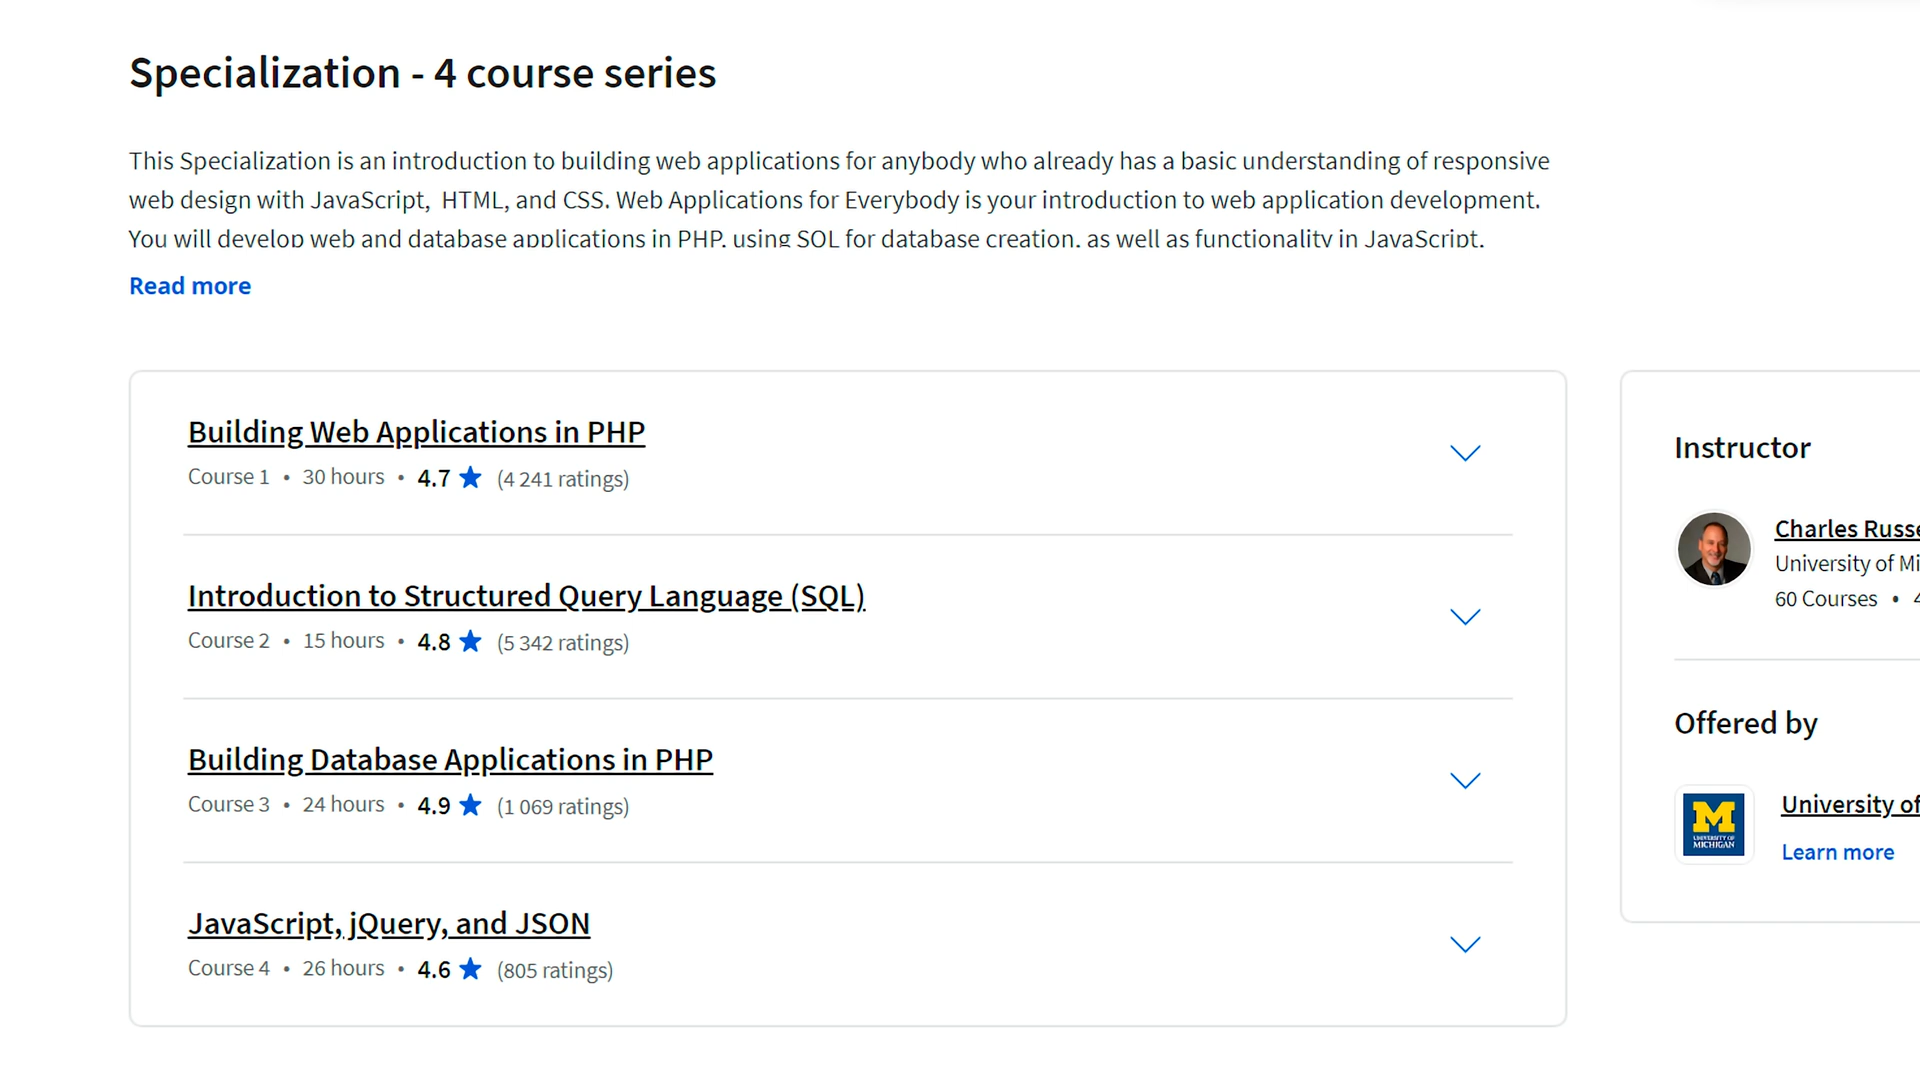 Specialization - 4 course series
This Specialization is an introduction to building web applications for anybody who already has a basic understanding of responsive
web design with JavaScript,  HTML, and CSS. Web Applications for Everybody is your introduction to web application development.
You will develop web and database applications in PHP, using SQL for database creation, as well as functionality in JavaScript,
Read more
Building Web Applications in PHP
Course 1 • 30 hours • 4.7 ★ (4 241 ratings)
Introduction to Structured Query Language (SQL)
Course 2 • 15 hours • 4.8 ★ (5 342 ratings)
Building Database Applications in PHP
Course 3 • 24 hours • 4.9 ★ (1 069 ratings)
JavaScript, jQuery, and JSON
Course 4 • 26 hours • 4.6 ★ (805 ratings)
Instructor
Charles Russe
University of Mi
60 Courses •
Offered by
M
UNIVERSITY OF
MICHIGAN
University of
Learn more